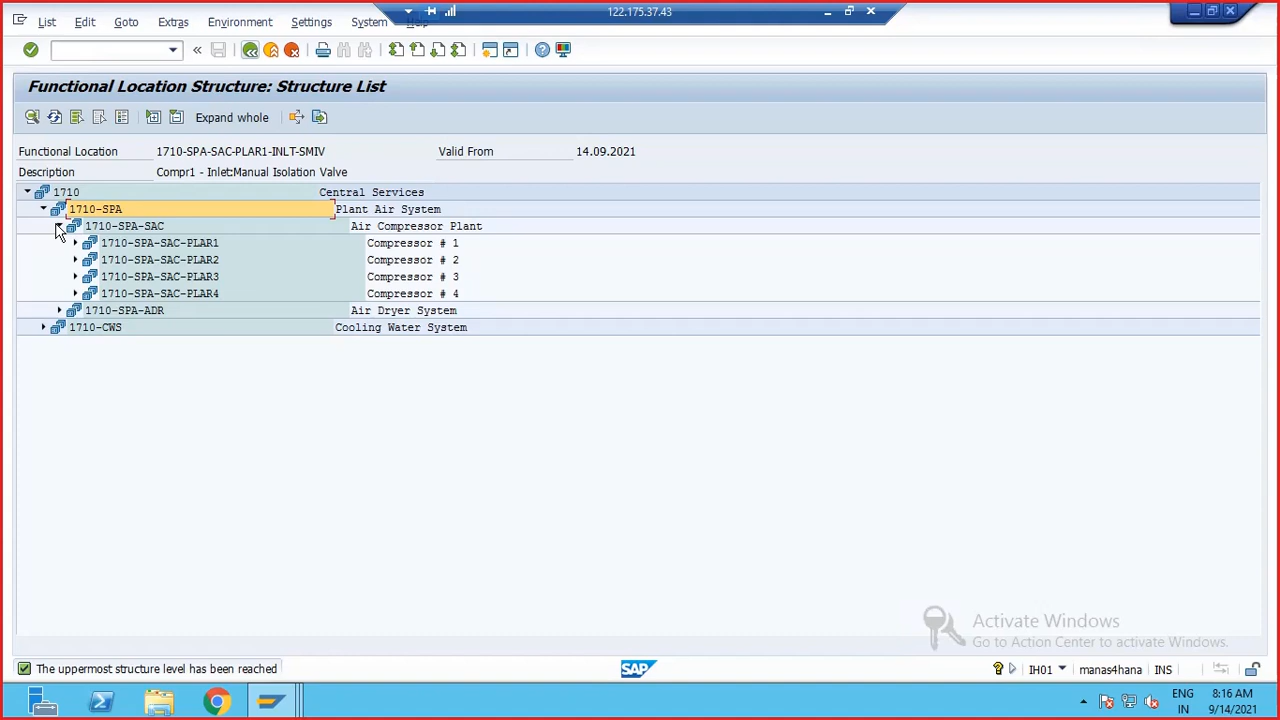 122.175.37.43
List Edit Goto Extras Environment Settings System Help
Functional Location Structure: Structure List
Expand whole
Functional Location 1710-SPA-SAC-PLAR1-INLT-SMIV Valid From 14.09.2021
Description Compr1 - Inlet:Manual Isolation Valve
1710 Central Services
1710-SPA Plant Air System
1710-SPA-SAC Air Compressor Plant
1710-SPA-SAC-PLAR1 Compressor # 1
1710-SPA-SAC-PLAR2 Compressor # 2
1710-SPA-SAC-PLAR3 Compressor # 3
1710-SPA-SAC-PLAR4 Compressor # 4
1710-SPA-ADR Air Dryer System
1710-CWS Cooling Water System
Activate Windows
Go to Action Center to activate Windows.
The uppermost structure level has been reached SAP IH01 manas4hana INS
ENG 8:16 AM
IN 9/14/2021